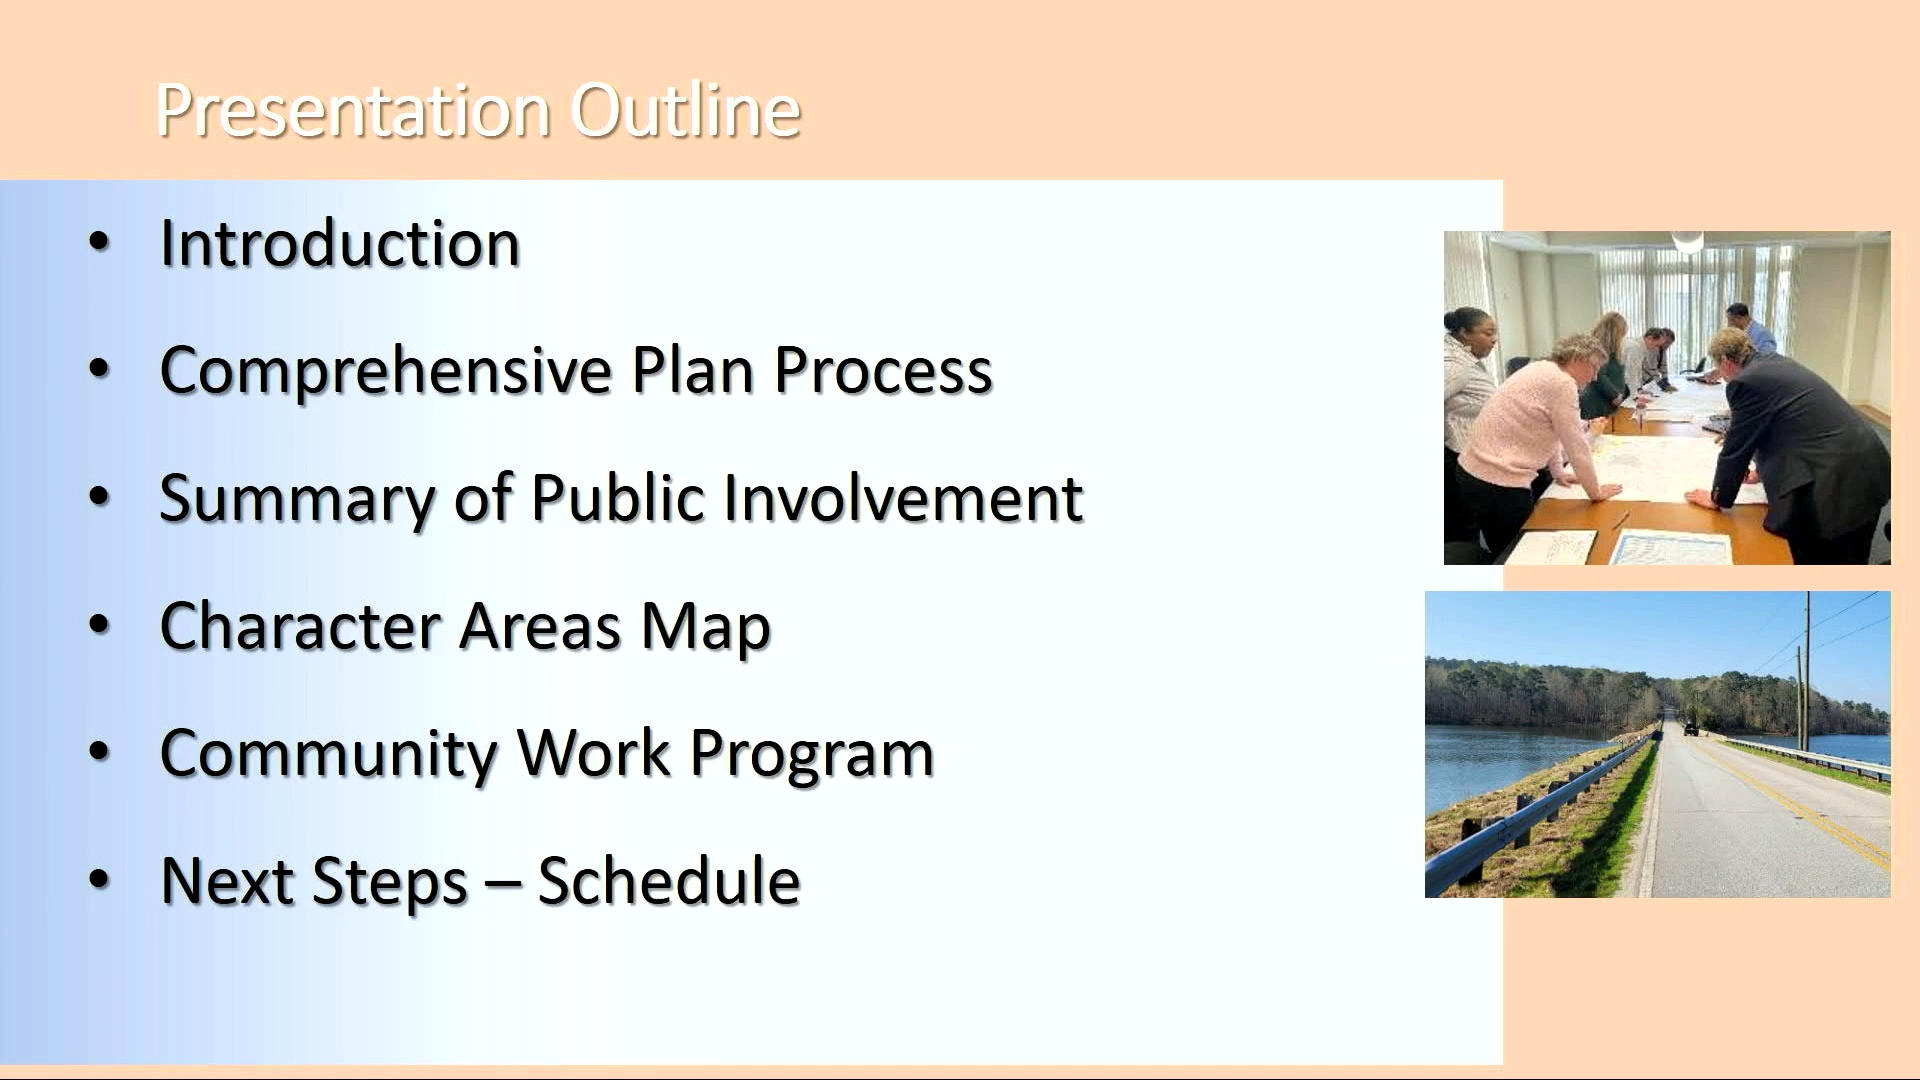 Presentation Outline
• Introduction
• Comprehensive Plan Process
• Summary of Public Involvement
• Character Areas Map
• Community Work Program
• Next Steps – Schedule